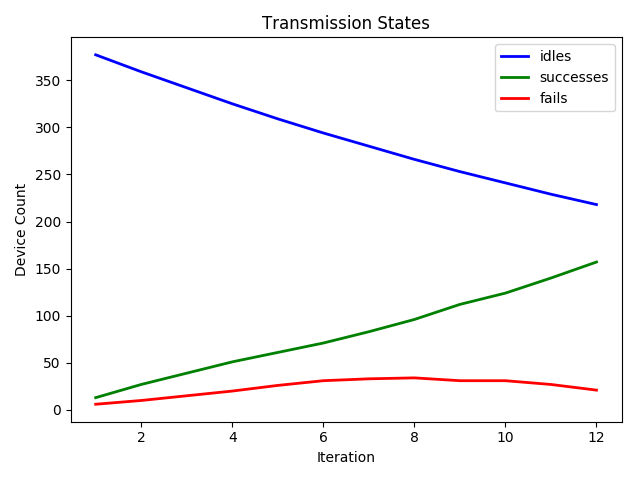 Transmission States
idles
successes
fails
Device Count
350
300
250
200
150
100
50
0
2 4 6 8 10 12
Iteration